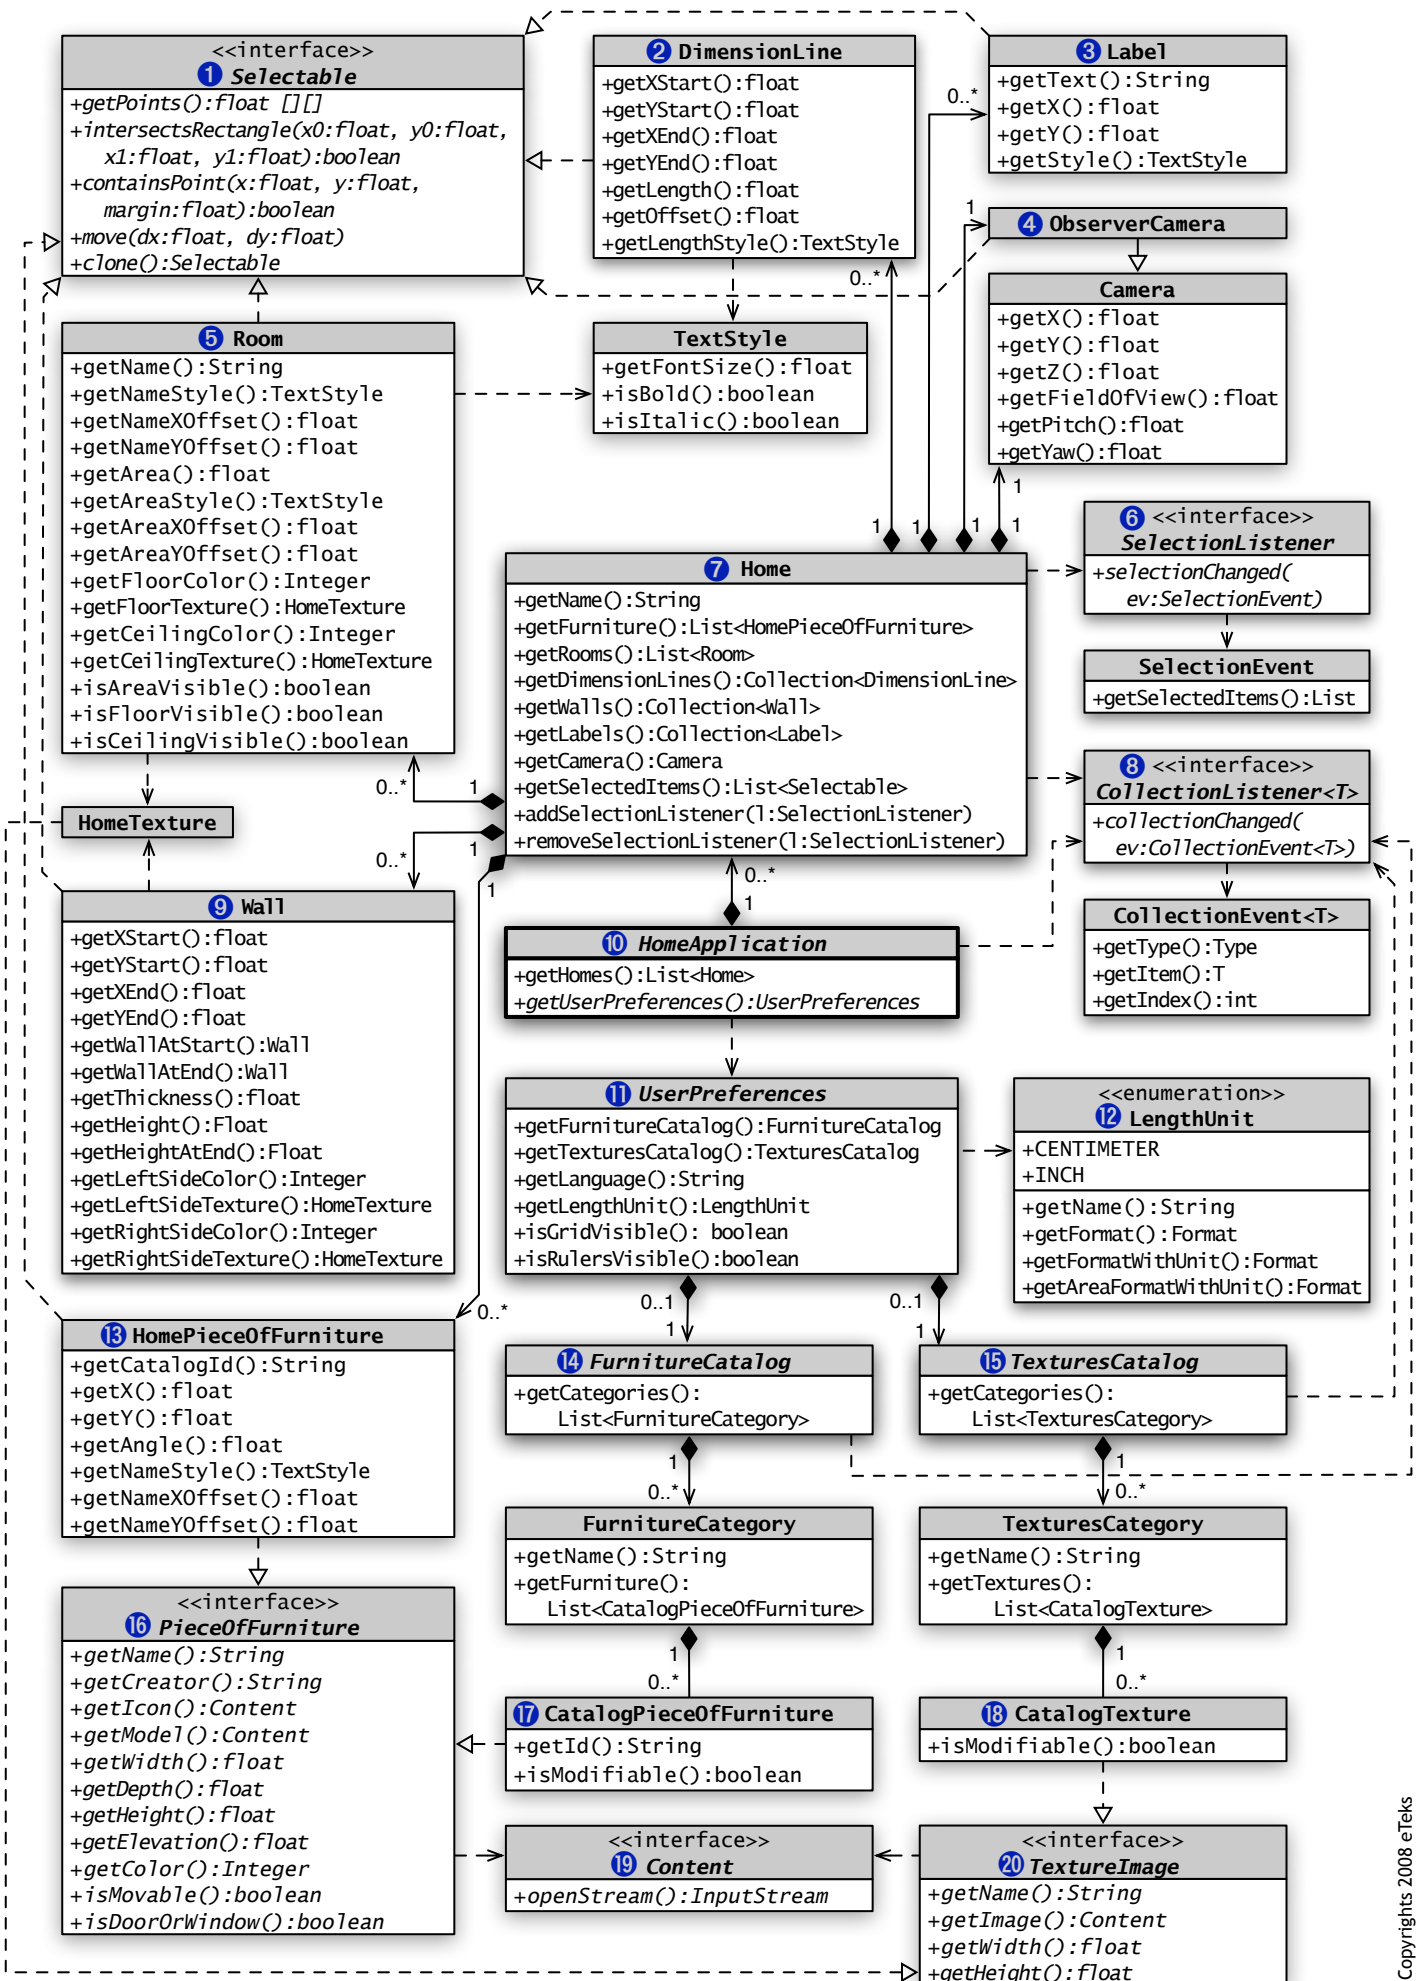 <<interface>>
1 Selectable
+getPoints():float [][]
+intersectsRectangle(x0:float, y0:float,
x1:float, y1:float):boolean
+containsPoint(x:float, y:float,
margin:float):boolean
+move(dx:float, dy:float)
+clone():Selectable
2 DimensionLine
+getXStart():float
+getYStart():float
+getXEnd():float
+getYEnd():float
+getLength():float
+getOffset():float
+getLengthStyle():TextStyle
3 Label
+getText():String
+getX():float
+getY():float
+getStyle():TextStyle
0..*
1
4 ObserverCamera
0..*
Camera
+getX():float
+getY():float
+getZ():float
+getFieldOfView():float
+getPitch():float
+getYaw():float
5 Room
+getName():String
+getNameStyle():TextStyle
+getNameXOffset():float
+getNameYOffset():float
+getArea():float
+getAreaStyle():TextStyle
+getAreaXOffset():float
+getAreaYOffset():float
+getFloorColor():Integer
+getFloorTexture():HomeTexture
+getCeilingColor():Integer
+getCeilingTexture():HomeTexture
+isAreaVisible():boolean
+isFloorVisible():boolean
+isCeilingVisible():boolean
TextStyle
+getFontSize():float
+isBold():boolean
+isItalic():boolean
1
1 1 1 1
<<interface>>
6 SelectionListener
+selectionChanged(
ev:SelectionEvent)
SelectionEvent
+getSelectedItems():List
7 Home
+getName():String
+getFurniture():List<HomePieceOfFurniture>
+getRooms():List<Room>
+getDimensionLines():Collection<DimensionLine>
+getWalls():Collection<Wall>
+getLabels():Collection<Label>
+getCamera():Camera
+getSelectedItems():List<Selectable>
+addSelectionListener(l:SelectionListener)
+removeSelectionListener(l:SelectionListener)
0..* 1
0..* 1
1
0..*
1
<<interface>>
8 CollectionListener<T>
+collectionChanged(
ev:CollectionEvent<T>)
CollectionEvent<T>
+getType():Type
+getItem():T
+getIndex():int
HomeTexture
9 Wall
+getXStart():float
+getYStart():float
+getXEnd():float
+getYEnd():float
+getWallAtStart():Wall
+getWallAtEnd():Wall
+getThickness():float
+getHeight():Float
+getHeightAtEnd():Float
+getLeftSideColor():Integer
+getLeftSideTexture():HomeTexture
+getRightSideColor():Integer
+getRightSideTexture():HomeTexture
10 HomeApplication
+getHomes():List<Home>
+getUserPreferences():UserPreferences
11 UserPreferences
+getFurnitureCatalog():FurnitureCatalog
+getTexturesCatalog():TexturesCatalog
+getLanguage():String
+getLengthUnit():LengthUnit
+isGridVisible(): boolean
+isRulersVisible():boolean
<<enumeration>>
12 LengthUnit
+CENTIMETER
+INCH
+getName():String
+getFormat():Format
+getFormatWithUnit():Format
+getAreaFormatWithUnit():Format
0..*
0..1
1
0..1
1
13 HomePieceOfFurniture
+getCatalogId():String
+getX():float
+getY():float
+getAngle():float
+getNameStyle():TextStyle
+getNameXOffset():float
+getNameYOffset():float
14 FurnitureCatalog
+getCategories():
List<FurnitureCategory>
15 TexturesCatalog
+getCategories():
List<TexturesCategory>
1
0..*
1
0..*
FurnitureCategory
+getName():String
+getFurniture():
List<CatalogPieceOfFurniture>
TexturesCategory
+getName():String
+getTextures():
List<CatalogTexture>
1
0..*
1
0..*
<<interface>>
16 PieceOfFurniture
+getName():String
+getCreator():String
+getIcon():Content
+getModel():Content
+getWidth():float
+getDepth():float
+getHeight():float
+getElevation():float
+getColor():Integer
+isMovable():boolean
+isDoorOrWindow():boolean
17 CatalogPieceOfFurniture
+getId():String
+isModifiable():boolean
18 CatalogTexture
+isModifiable():boolean
<<interface>>
19 Content
+openStream():InputStream
<<interface>>
20 TextureImage
+getName():String
+getImage():Content
+getWidth():float
+getHeight():float
Copyrights 2008 eTeks